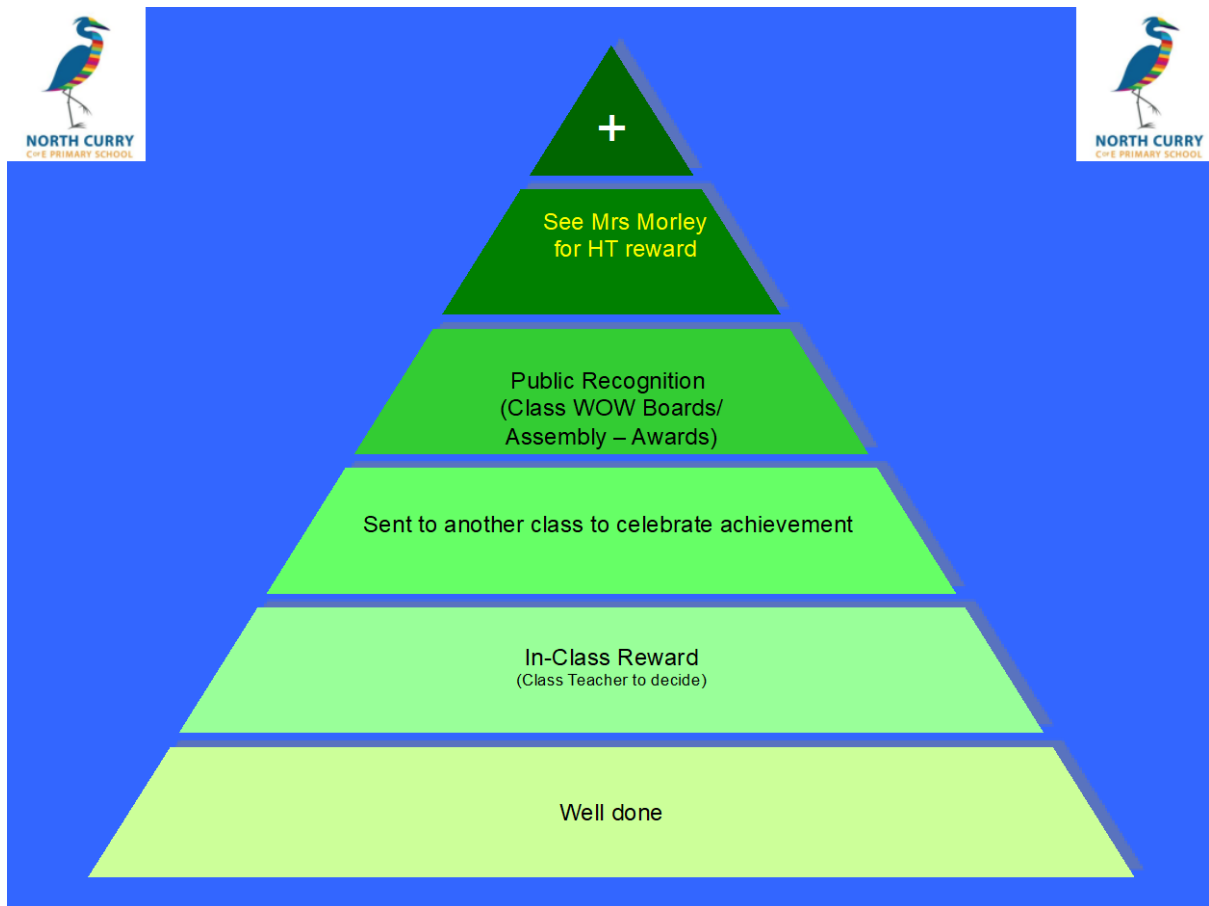 NORTH CURRY
C OF E PRIMARY SCHOOL
NORTH CURRY
C OF E PRIMARY SCHOOL
+
See Mrs Morley
for HT reward
Public Recognition
(Class WOW Boards/
Assembly – Awards)
Sent to another class to celebrate achievement
In-Class Reward
(Class Teacher to decide)
Well done